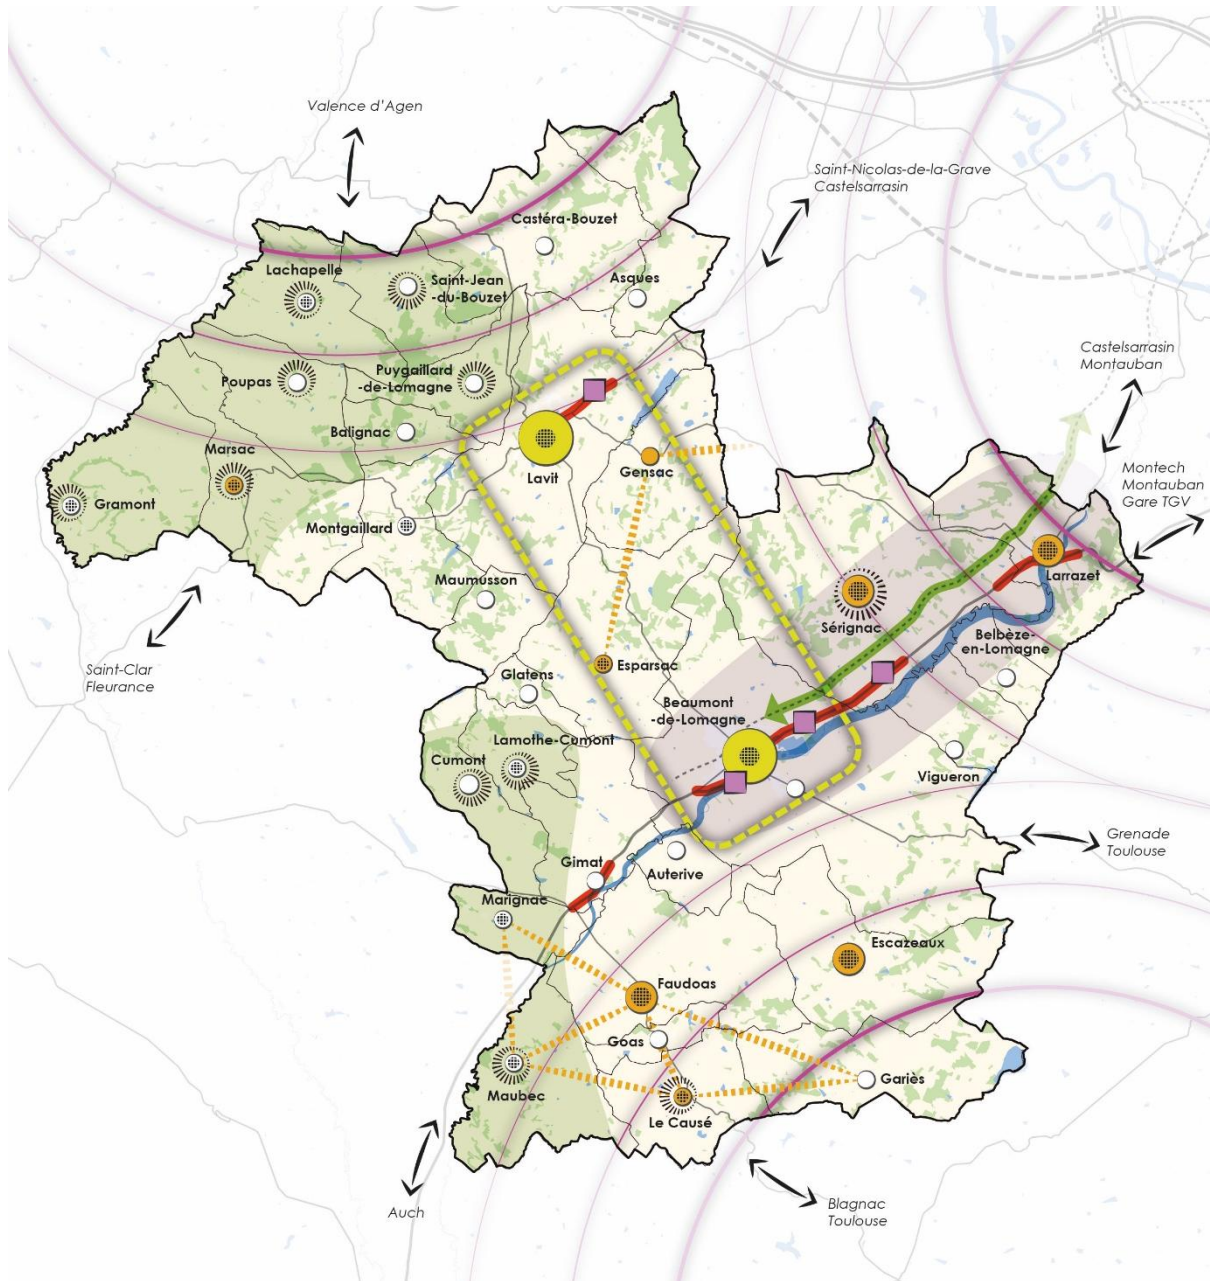 Valence d'Agen
Saint-Nicolas-de-la-Grave
Castelsarrasin
Castéra-Bouzet
Lachapelle
Saint-Jean
-du-Bouzet
Asques
Castelsarrasin
Montauban
Poupas
Puygaillard
-de-Lomagne
Balignac
Marsac
Lavit
Gensac
Montech
Montauban
Gare TGV
Gramont
Montgaillard
Larrazet
Maumusson
Sérignac
Belbèze-
en-Lomagne
Saint-Clar
Fleurance
Esparsac
Glatens
Beaumont
-de-Lomagne
Lamothe-Cumont
Cumont
Vigueron
Grenade
Toulouse
Gimat
Auterive
Marignac
Escazeaux
Faudoas
Goas
Gariès
Maubec
Le Causé
Auch
Blagnac
Toulouse